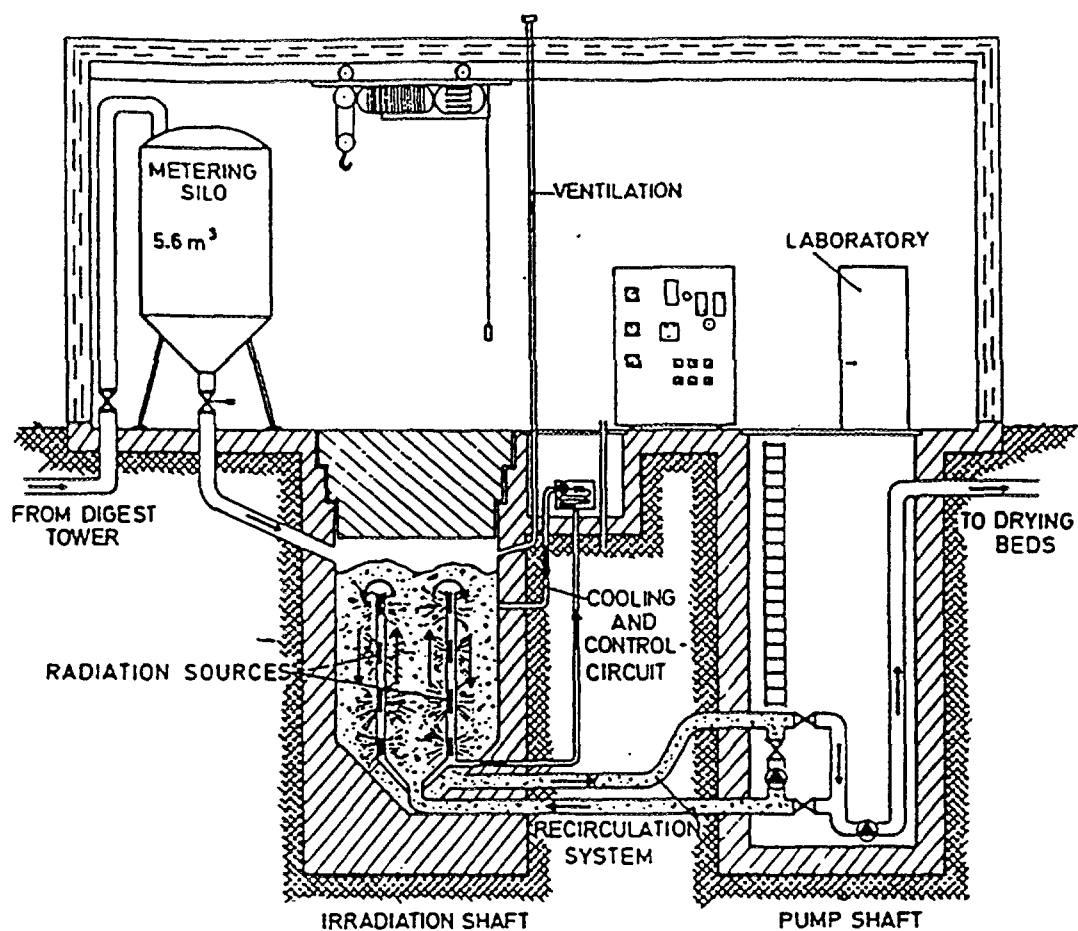 METERING
SILO
5.6 m³
VENTILATION
LABORATORY
FROM DIGEST
TOWER
TO DRYING
BEDS
COOLING
AND
CONTROL-
CIRCUIT
RADIATION SOURCES
RECIRCULATION
SYSTEM
IRRADIATION SHAFT
PUMP SHAFT